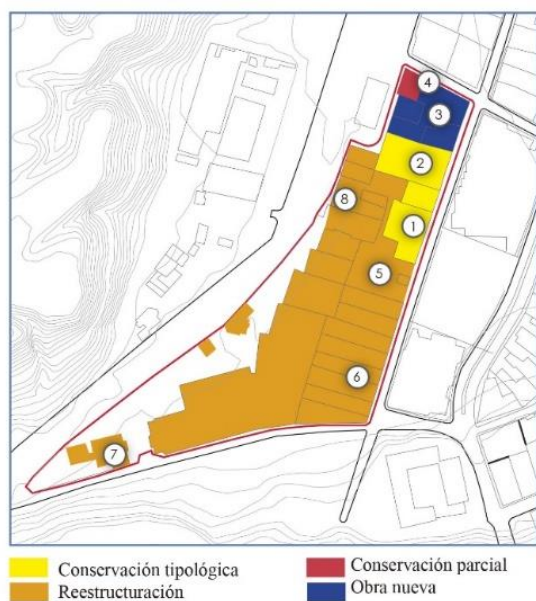 4
3
2
8
1
5
6
7
Conservación tipológica
Conservación parcial
Reestructuración
Obra nueva